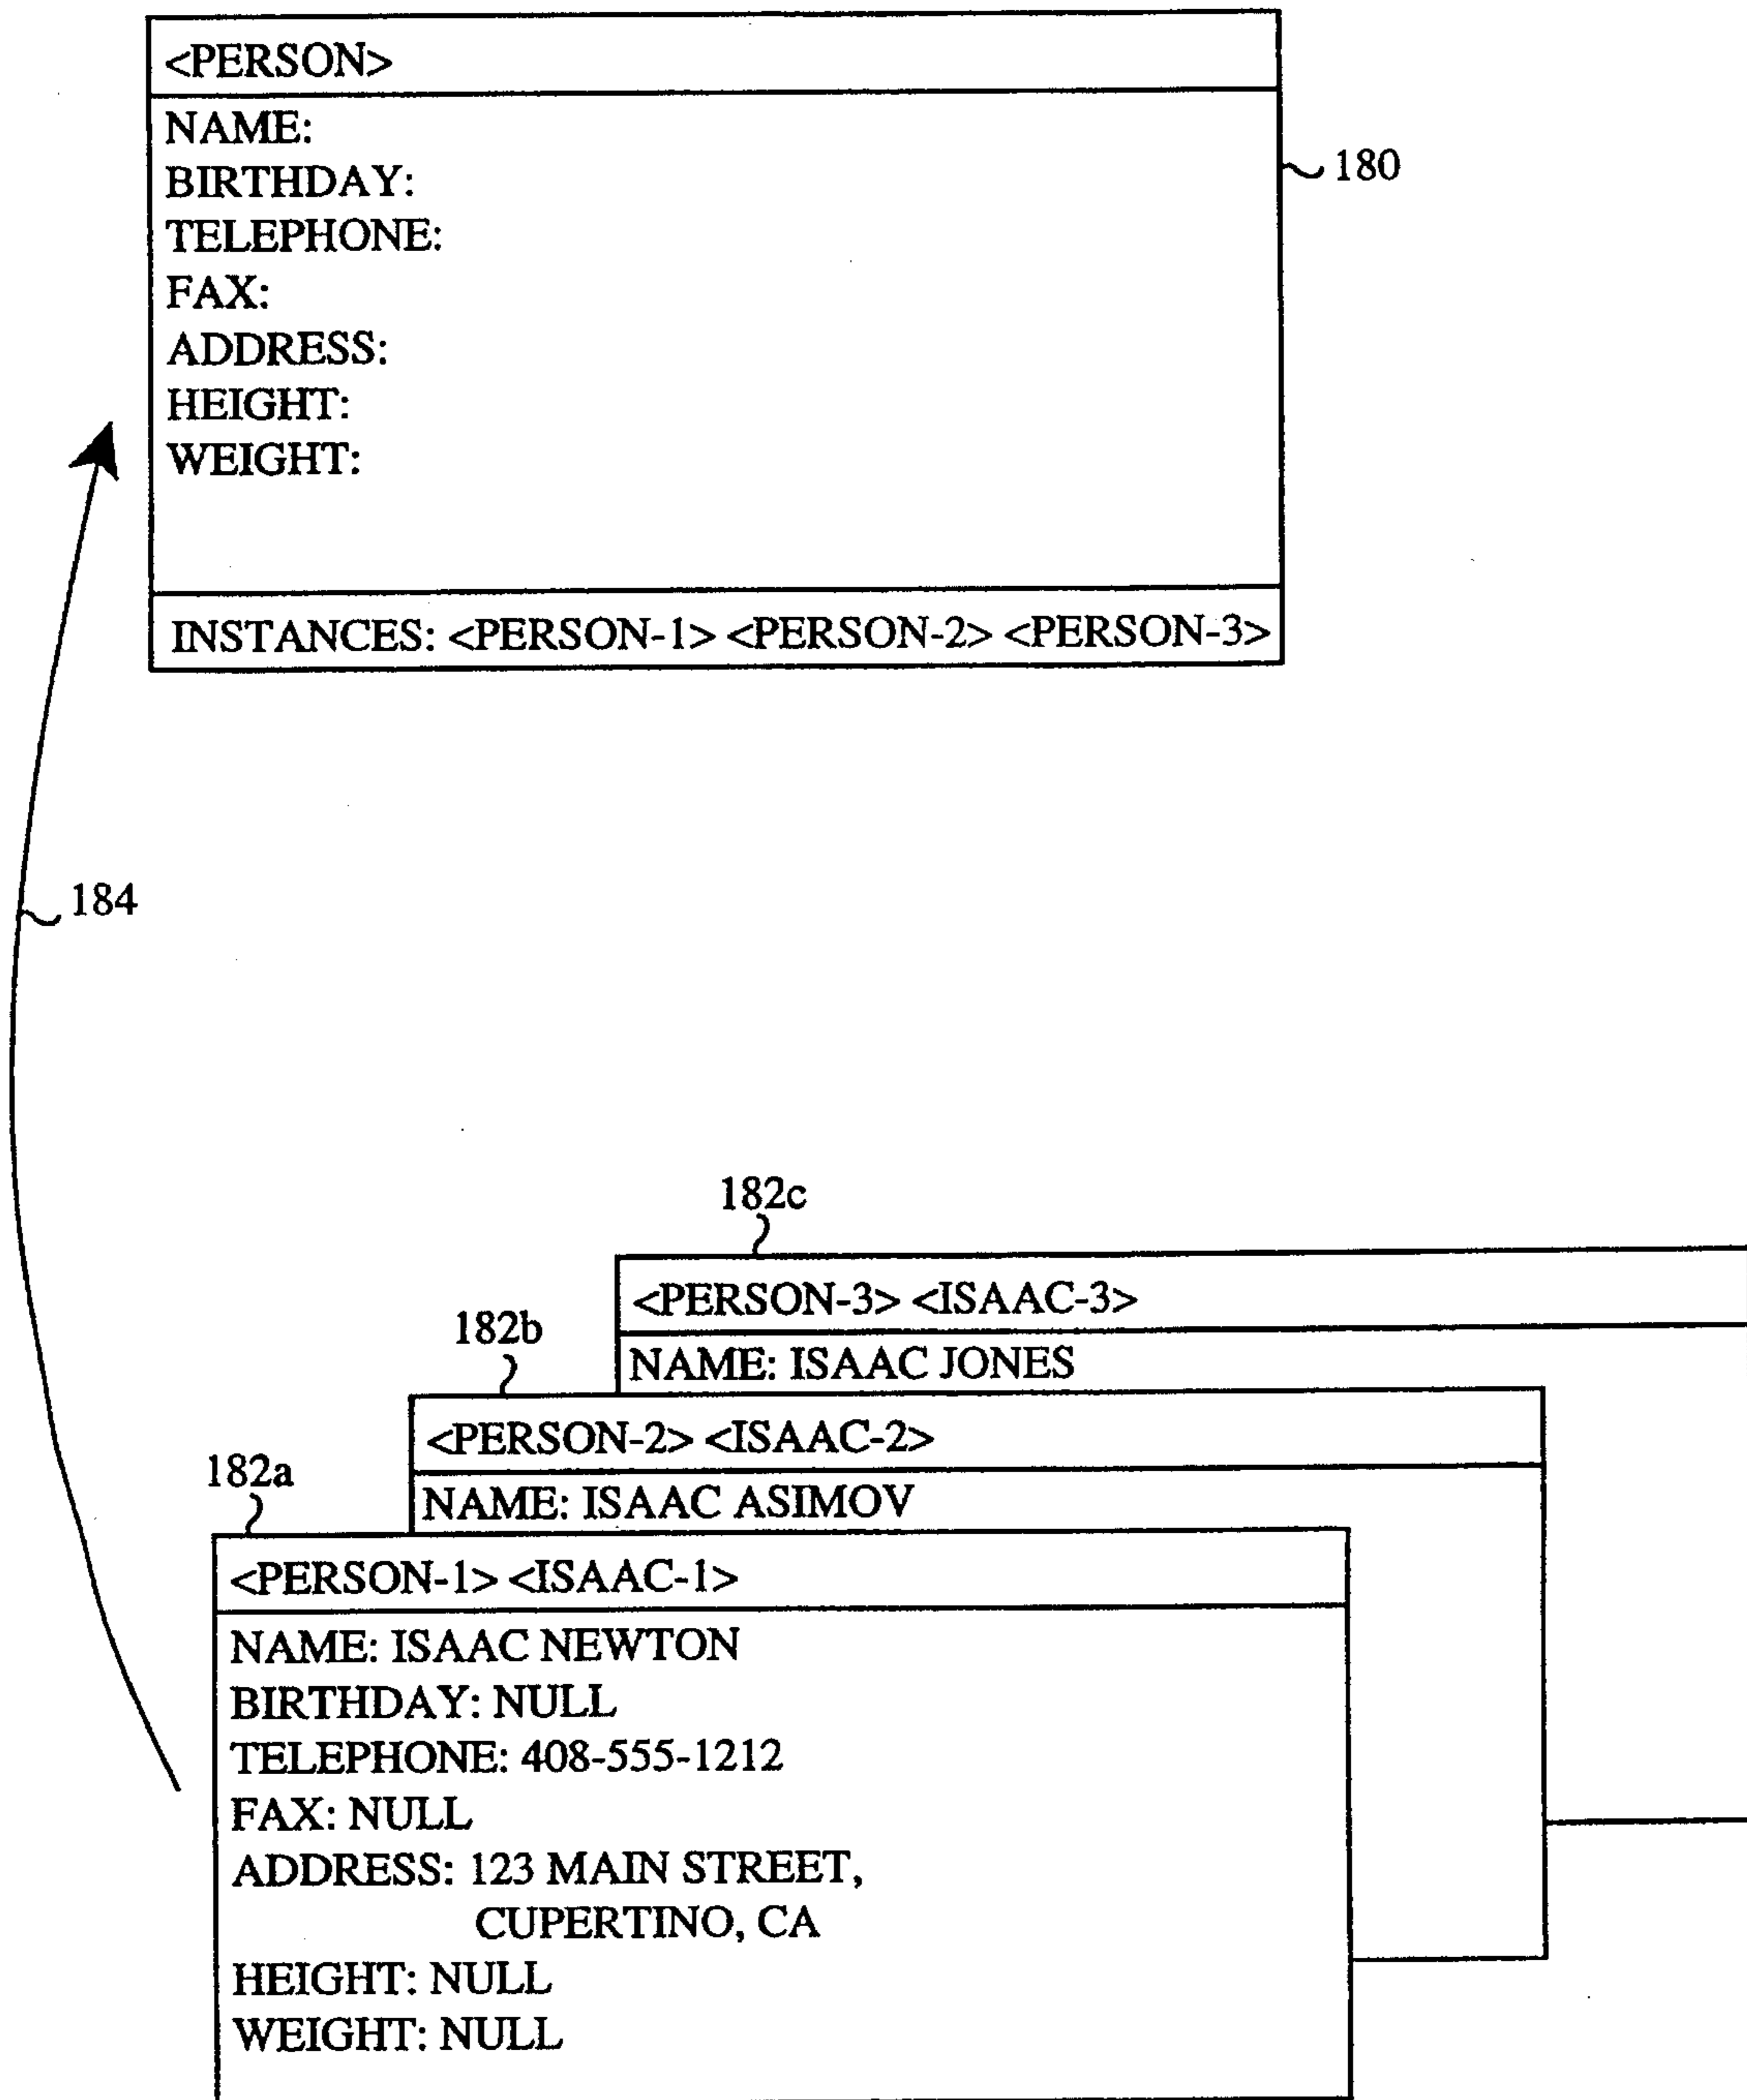 <PERSON>
NAME:
BIRTHDAY:
TELEPHONE:
FAX:
ADDRESS:
HEIGHT:
WEIGHT:
INSTANCES: <PERSON-1> <PERSON-2> <PERSON-3>
180
184
182c
<PERSON-3> <ISAAC-3>
NAME: ISAAC JONES
182b
<PERSON-2> <ISAAC-2>
NAME: ISAAC ASIMOV
182a
<PERSON-1> <ISAAC-1>
NAME: ISAAC NEWTON
BIRTHDAY: NULL
TELEPHONE: 408-555-1212
FAX: NULL
ADDRESS: 123 MAIN STREET,
CUPERTINO, CA
HEIGHT: NULL
WEIGHT: NULL